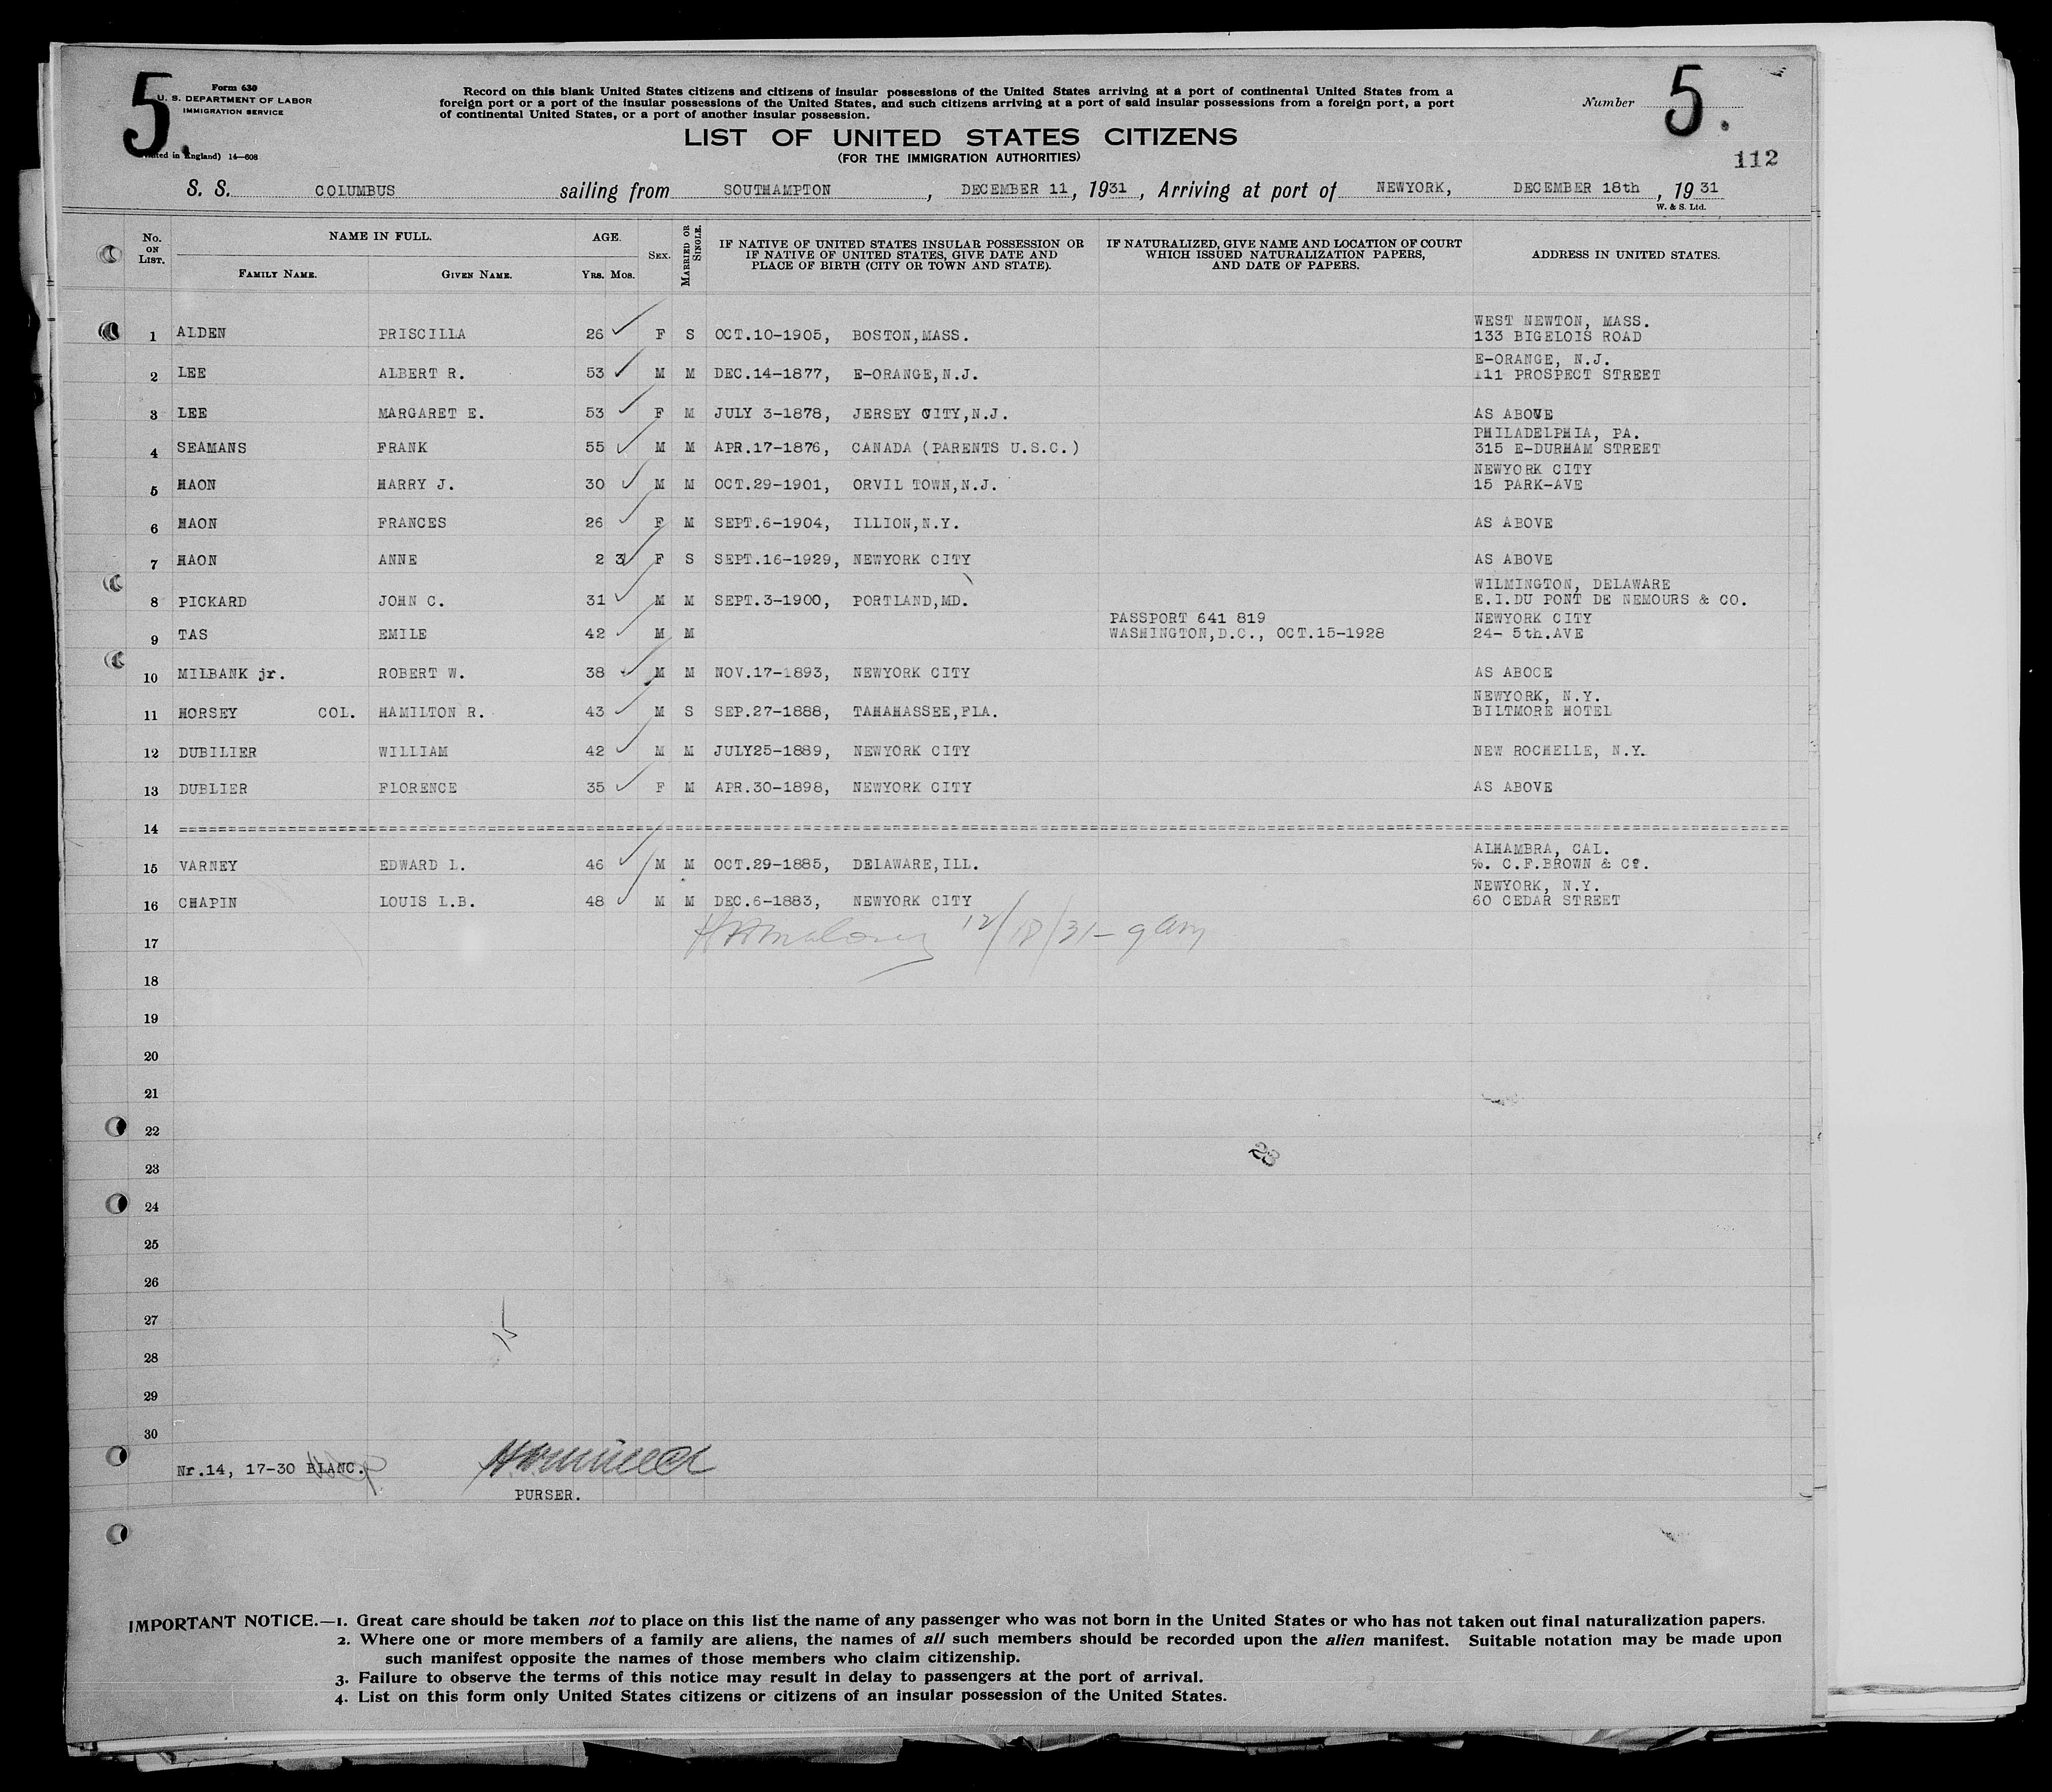 5.
Form 630
U. S. DEPARTMENT OF LABOR
IMMIGRATION SERVICE
in England) 14—608
Record on this blank United States citizens and citizens of insular possessions of the United States arriving at a port of continental United States from a
foreign port or a port of the insular possessions of the United States, and such citizens arriving at a port of said insular possessions from a foreign port, a port
of continental United States, or a port of another insular possession.
LIST OF UNITED STATES CITIZENS
(FOR THE IMMIGRATION AUTHORITIES)
Number 5.
112
S. S. COLUMBUS sailing from SOUTHAMPTON, DECEMBER 11, 1931, Arriving at port of NEWYORK, DECEMBER 18th, 1931
W. & S. Ltd.
No. ON LIST. NAME IN FULL. AGE. SEX. MARRIED OR SINGLE. IF NATIVE OF UNITED STATES INSULAR POSSESSION OR IF NATIVE OF UNITED STATES, GIVE DATE AND PLACE OF BIRTH (CITY OR TOWN AND STATE). IF NATURALIZED, GIVE NAME AND LOCATION OF COURT WHICH ISSUED NATURALIZATION PAPERS, AND DATE OF PAPERS. ADDRESS IN UNITED STATES.
FAMILY NAME. GIVEN NAME. YRS. MOS.
WEST NEWTON, MASS.
1 ALDEN PRISCILLA 26 F S OCT.10-1905, BOSTON,MASS. 133 BIGELOIS ROAD
E-ORANGE, N.J.
2 LEE ALBERT R. 53 M M DEC.14-1877, E-ORANGE,N.J. 111 PROSPECT STREET
3 LEE MARGARET E. 53 F M JULY 3-1878, JERSEY CITY,N.J. AS ABOVE
PHILADELPHIA, PA.
4 SEAMANS FRANK 55 M M APR.17-1876, CANADA (PARENTS U.S.C.) 315 E-DURHAM STREET
NEWYORK CITY
5 HAON HARRY J. 30 M M OCT.29-1901, ORVIL TOWN,N.J. 15 PARK-AVE
6 HAON FRANCES 26 F M SEPT.6-1904, ILLION,N.Y. AS ABOVE
7 HAON ANNE 2 3 F S SEPT.16-1929, NEWYORK CITY AS ABOVE
WILMINGTON, DELAWARE
8 PICKARD JOHN C. 31 M M SEPT.3-1900, PORTLAND,MD. E.I.DU PONT DE NEMOURS & CO.
PASSPORT 641 819 NEWYORK CITY
9 TAS EMILE 42 M M WASHINGTON,D.C., OCT.15-1928 24- 5th.AVE
10 MILBANK jr. ROBERT W. 38 M M NOV.17-1893, NEWYORK CITY AS ABOCE
NEWYORK, N.Y.
11 HORSEY COL. HAMILTON R. 43 M S SEP.27-1888, TAHAHASSEE,FLA. BILTMORE HOTEL
12 DUBILIER WILLIAM 42 M M JULY25-1889, NEWYORK CITY NEW ROCHELLE, N.Y.
13 DUBLIER FLORENCE 35 F M APR.30-1898, NEWYORK CITY AS ABOVE
14
ALHAMBRA, CAL.
15 VARNEY EDWARD L. 46 M M OCT.29-1885, DELAWARE,ILL. %. C.F.BROWN & Co.
NEWYORK, N.Y.
16 CHAPIN LOUIS L.B. 48 M M DEC.6-1883, NEWYORK CITY 60 CEDAR STREET
17 12/18/31-
18
19
20
21
22
23
23
24
25
26
27
28
29
30
Nr.14, 17-30 BLANC.
PURSER.
IMPORTANT NOTICE.—1. Great care should be taken not to place on this list the name of any passenger who was not born in the United States or who has not taken out final naturalization papers.
2. Where one or more members of a family are aliens, the names of all such members should be recorded upon the alien manifest. Suitable notation may be made upon
such manifest opposite the names of those members who claim citizenship.
3. Failure to observe the terms of this notice may result in delay to passengers at the port of arrival.
4. List on this form only United States citizens or citizens of an insular possession of the United States.